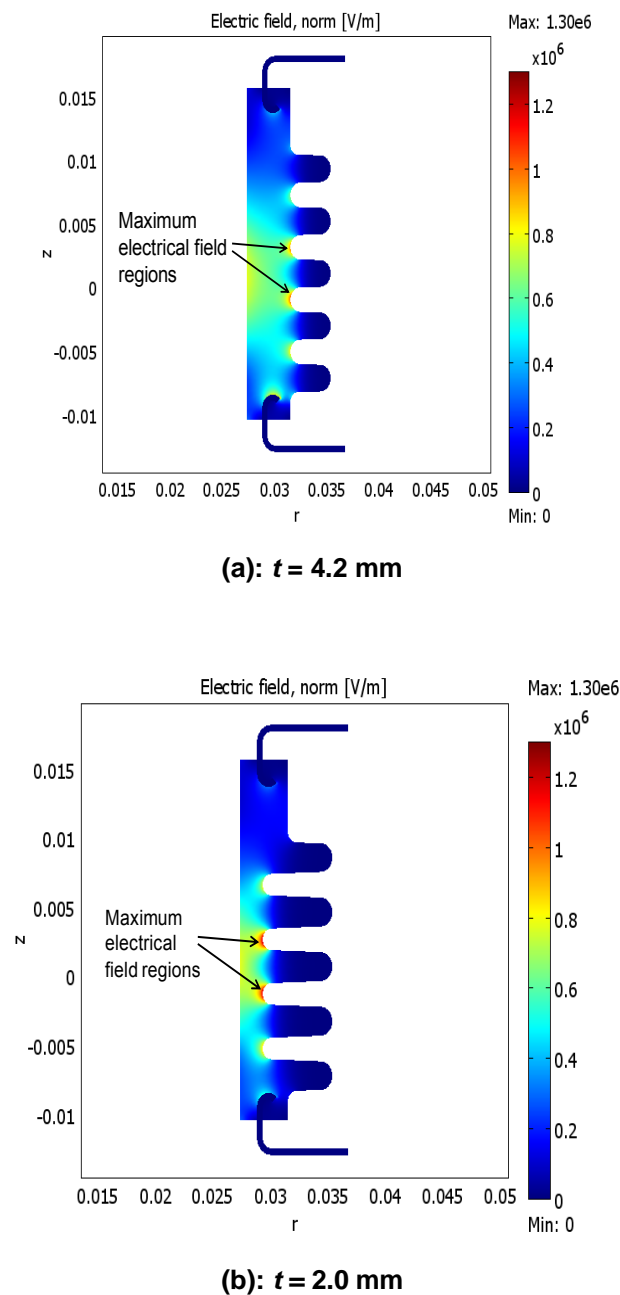 Electric field, norm [V/m]
Max: 1.30e6
x10^6
0.015
0.01
0.005
0
-0.005
-0.01
z
Maximum
electrical field
regions
1.2
1
0.8
0.6
0.4
0.2
0
0.015 0.02 0.025 0.03 0.035 0.04 0.045 0.05
r
Min: 0
(a): t = 4.2 mm
Electric field, norm [V/m]
Max: 1.30e6
x10^6
0.015
0.01
0.005
0
-0.005
-0.01
z
Maximum
electrical
field regions
1.2
1
0.8
0.6
0.4
0.2
0
0.015 0.02 0.025 0.03 0.035 0.04 0.045 0.05
r
Min: 0
(b): t = 2.0 mm